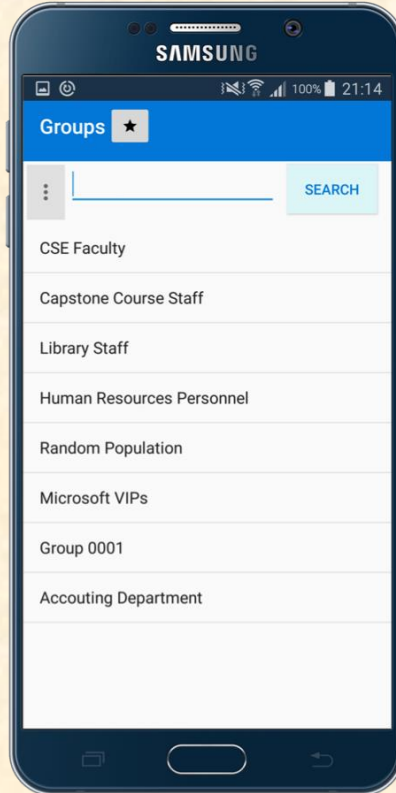 SAMSUNG
100% 21:14
Groups
SEARCH
CSE Faculty
Capstone Course Staff
Library Staff
Human Resources Personnel
Random Population
Microsoft VIPs
Group 0001
Accouting Department